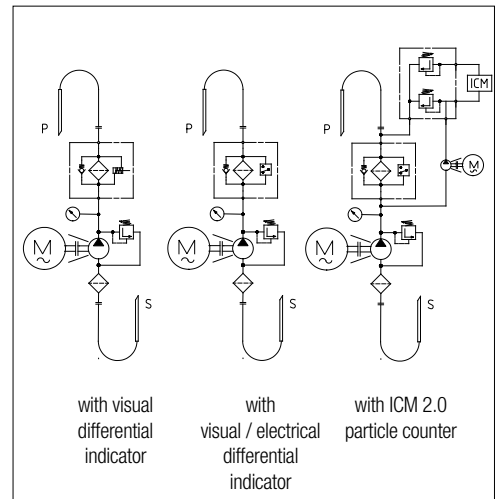 P
P
P
ICM
M
M
M
M
S
S
S
with visual
differential
indicator
with
visual / electrical
differential
indicator
with ICM 2.0
particle counter